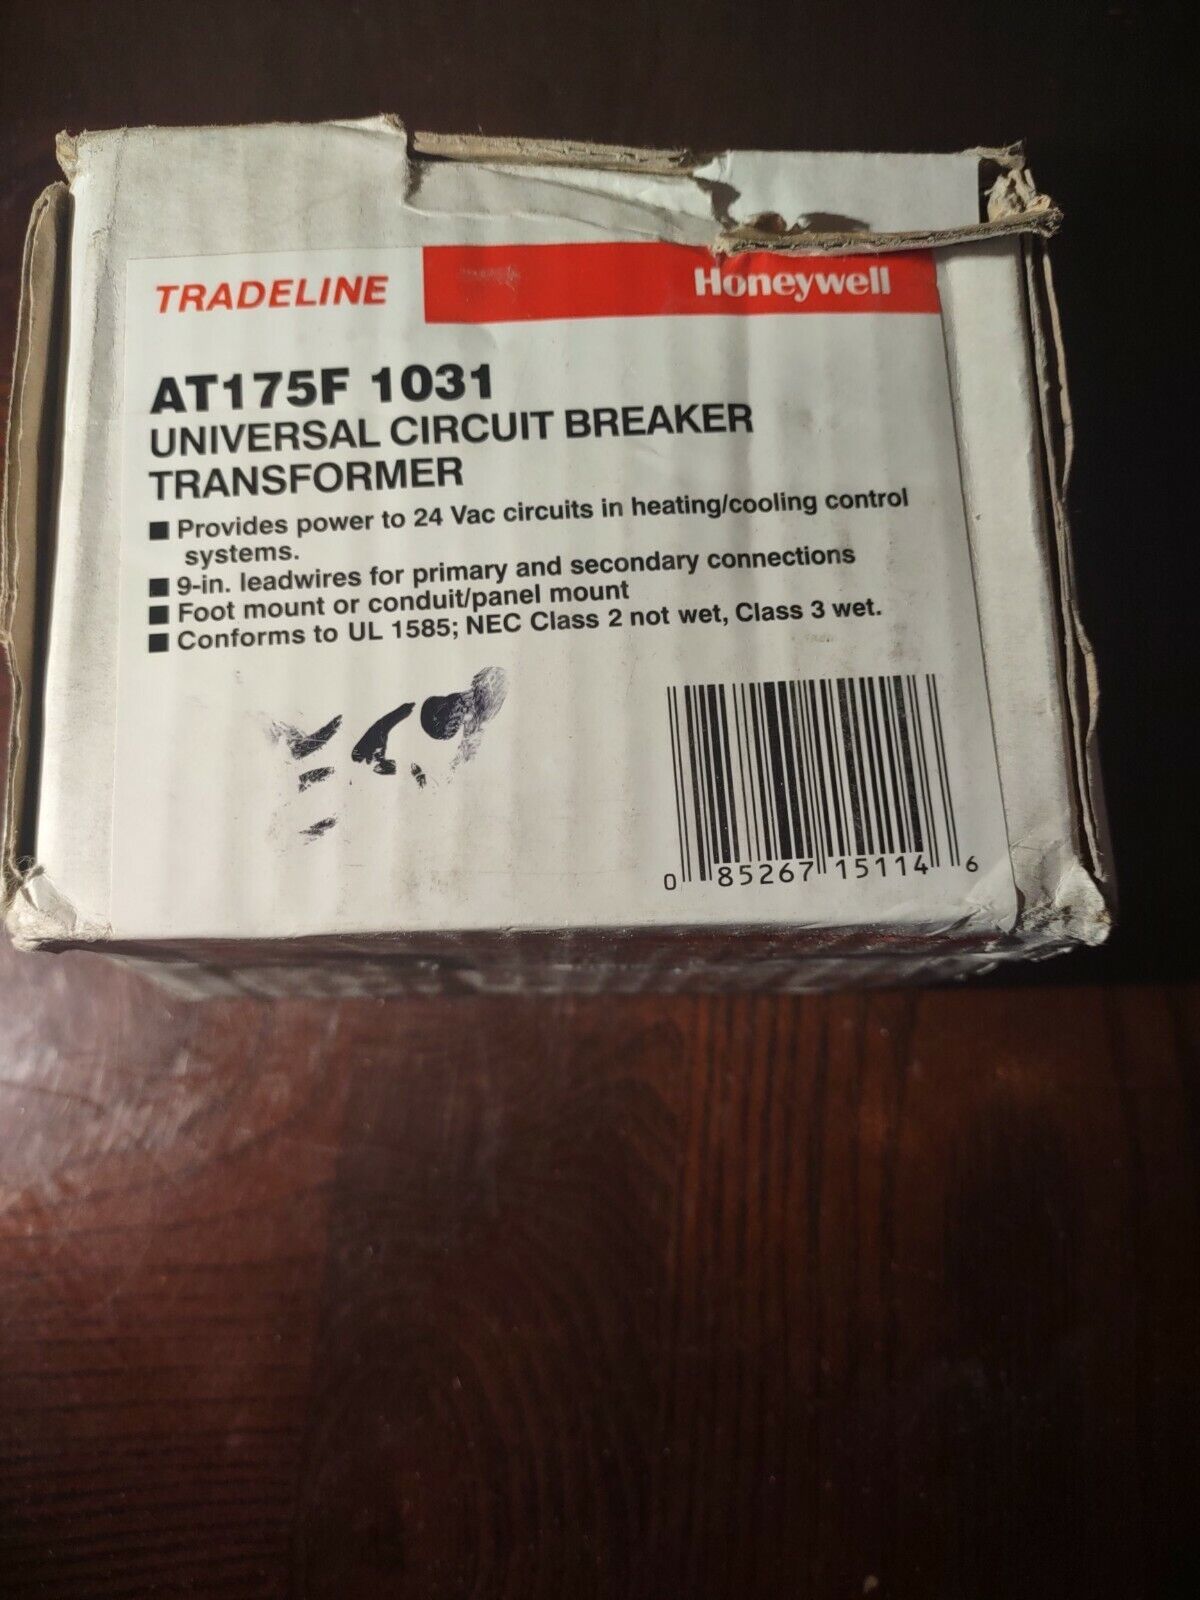 TRADELINE
Honeywell
AT175F 1031
UNIVERSAL CIRCUIT BREAKER
TRANSFORMER
■ Provides power to 24 Vac circuits in heating/cooling control
systems.
■ 9-in. leadwires for primary and secondary connections
■ Foot mount or conduit/panel mount
■ Conforms to UL 1585; NEC Class 2 not wet, Class 3 wet.
0 85267 15114 6